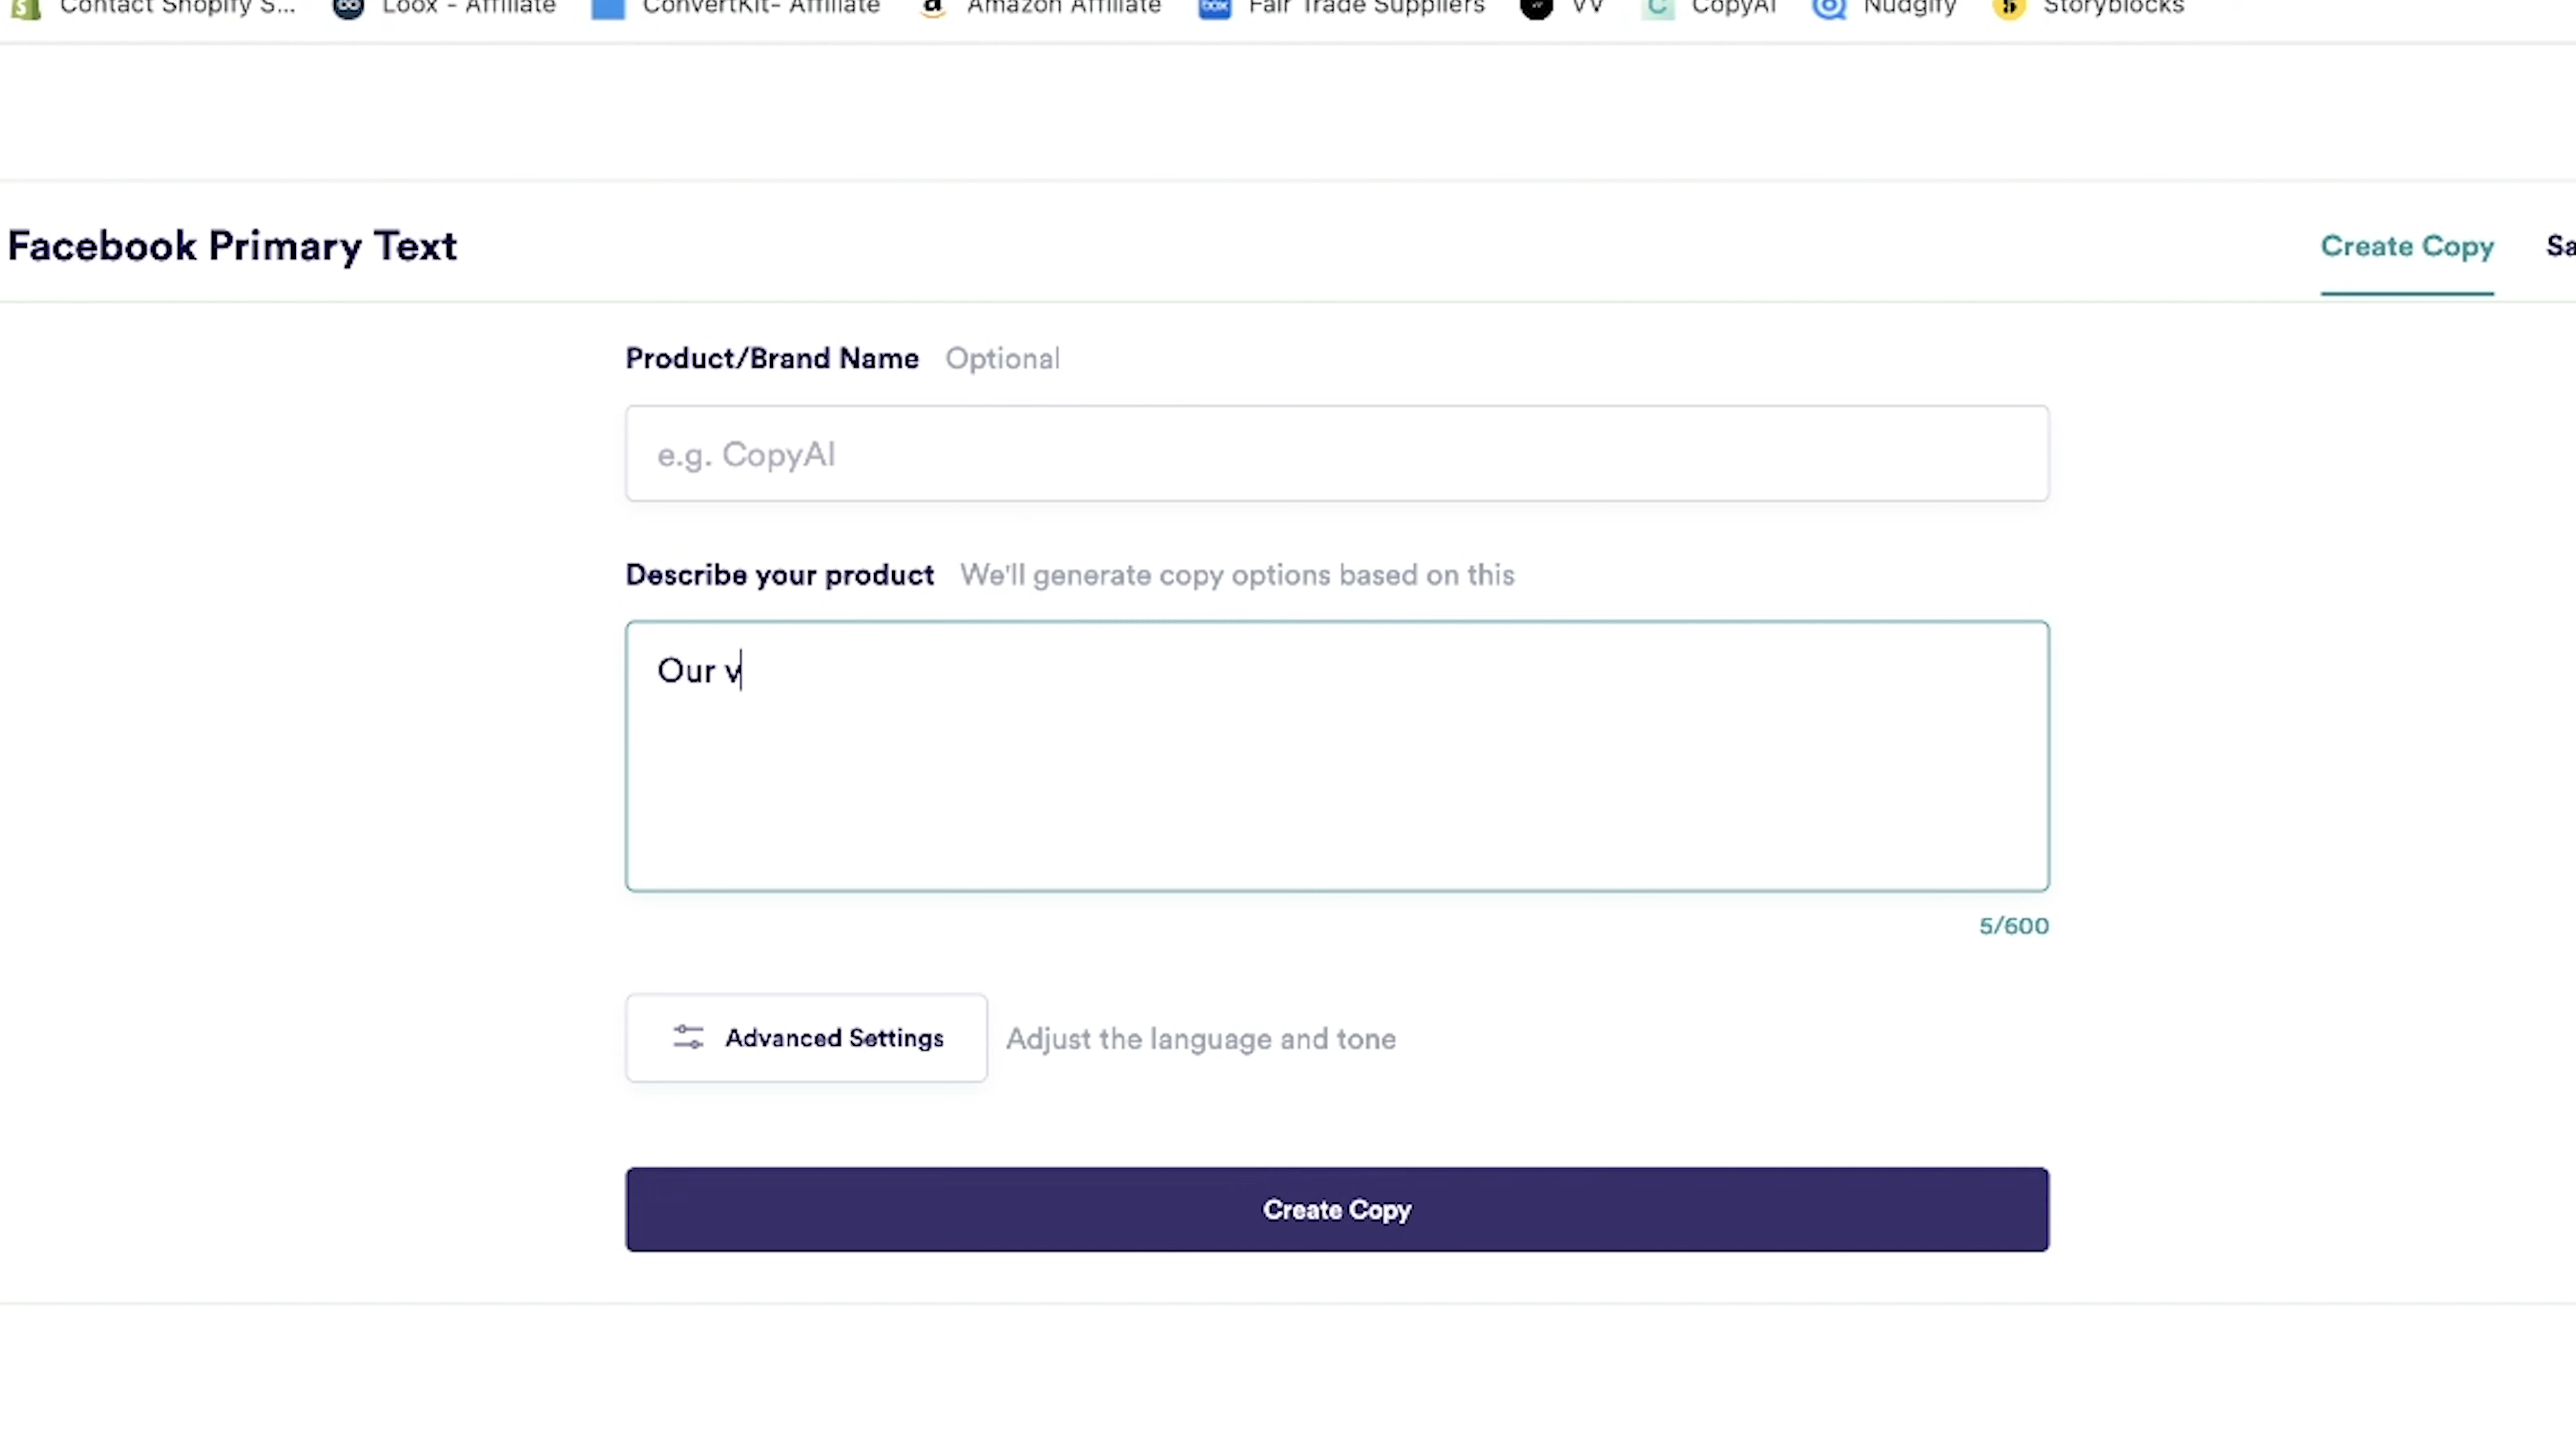 Contact Shopify S... Loox - Affiliate ConvertKit- Affiliate Amazon Affiliate box Fair Trade Suppliers VV CopyAI Nudgify Storyblocks
Facebook Primary Text Create Copy Sa
Product/Brand Name Optional
e.g. CopyAI
Describe your product We'll generate copy options based on this
Our v
5/600
Advanced Settings Adjust the language and tone
Create Copy